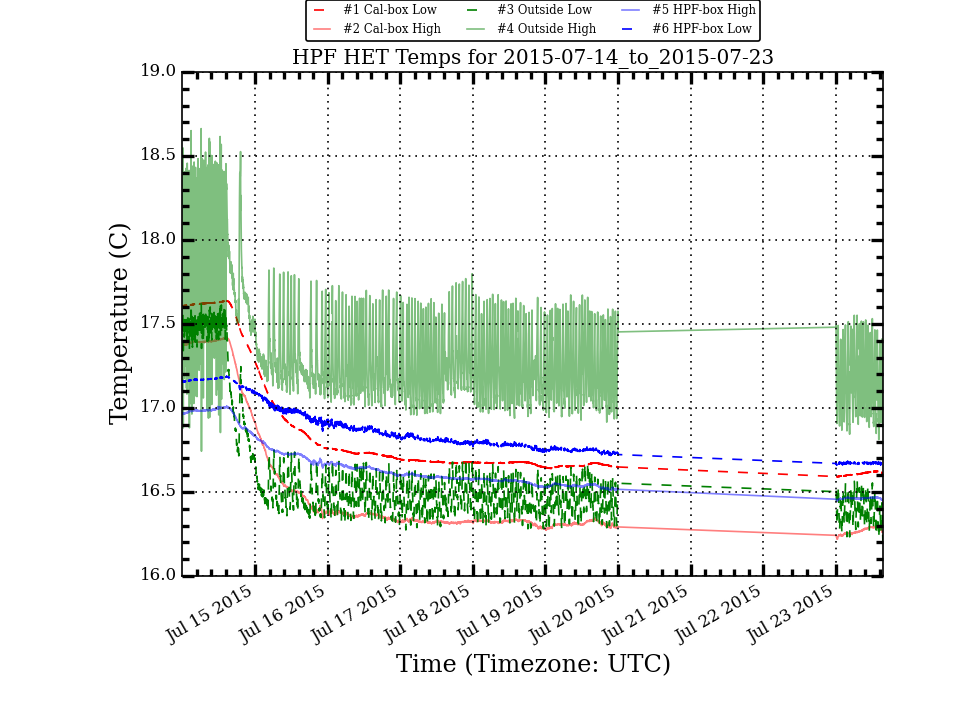 #1 Cal-box Low #3 Outside Low #5 HPF-box High
#2 Cal-box High #4 Outside High #6 HPF-box Low
HPF HET Temps for 2015-07-14_to_2015-07-23
19.0
18.5
18.0
17.5
17.0
16.5
16.0
Temperature (C)
Jul 15 2015
Jul 16 2015
Jul 17 2015
Jul 18 2015
Jul 19 2015
Jul 20 2015
Jul 21 2015
Jul 22 2015
Jul 23 2015
Time (Timezone: UTC)